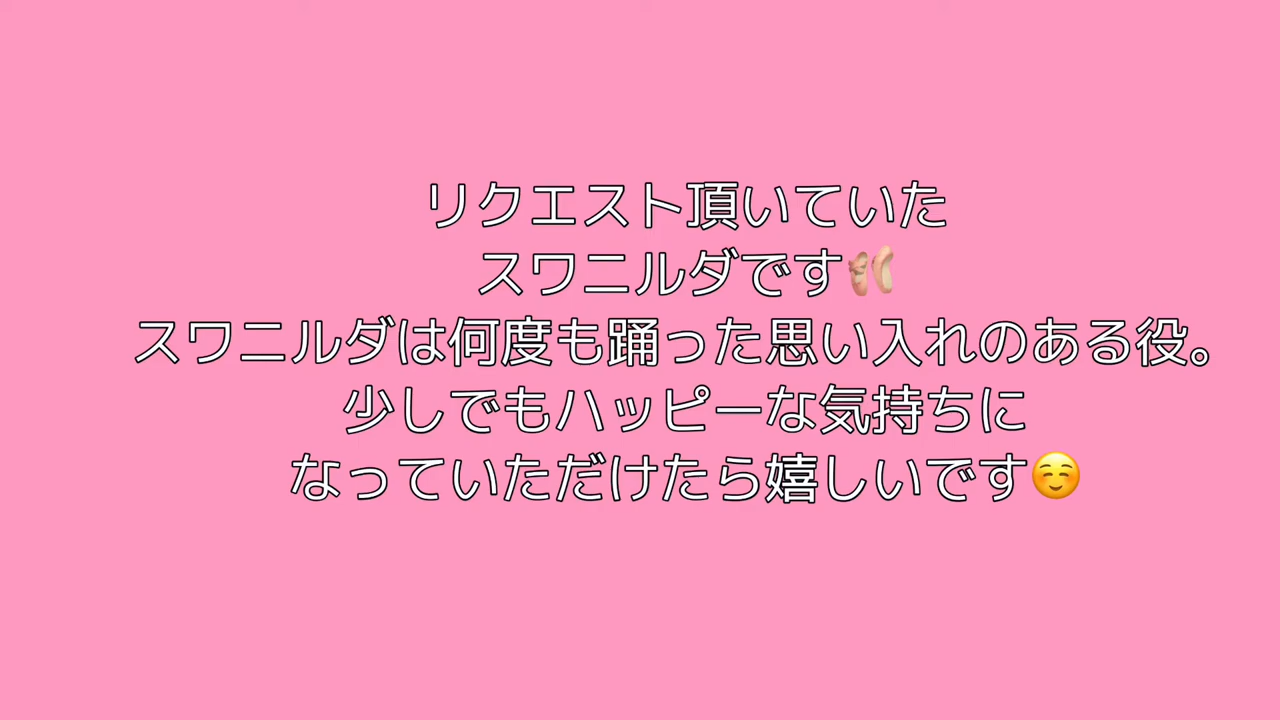 リクエスト頂いていた
スワニルダです🩰
スワニルダは何度も踊った思い入れのある役。
少しでもハッピーな気持ちに
なっていただけたら嬉しいです☺️